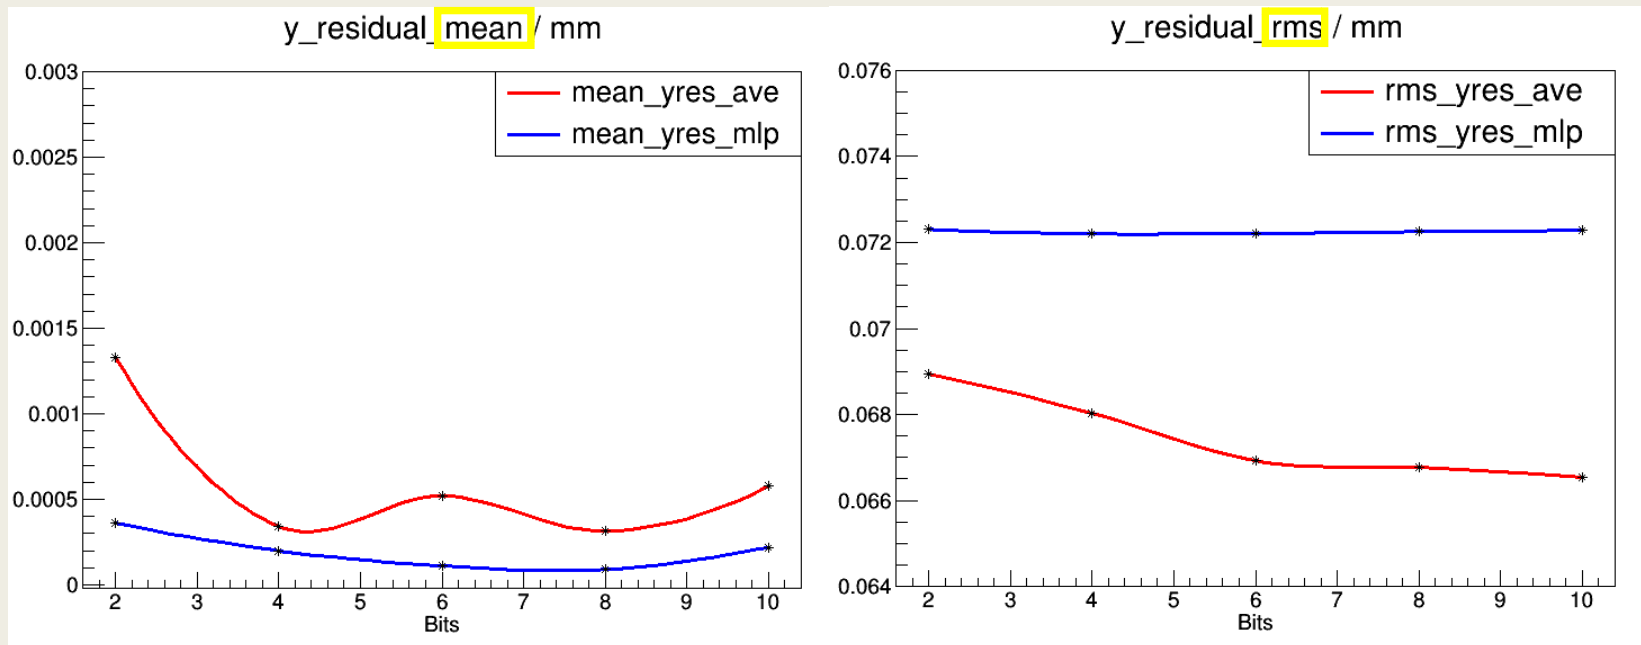 y_residual_mean / mm
0.003
0.0025
0.002
0.0015
0.001
0.0005
0
mean_yres_ave
mean_yres_mlp
2 3 4 5 6 7 8 9 10
Bits
y_residual_rms / mm
0.076
0.074
0.072
0.07
0.068
0.066
0.064
rms_yres_ave
rms_yres_mlp
2 3 4 5 6 7 8 9 10
Bits